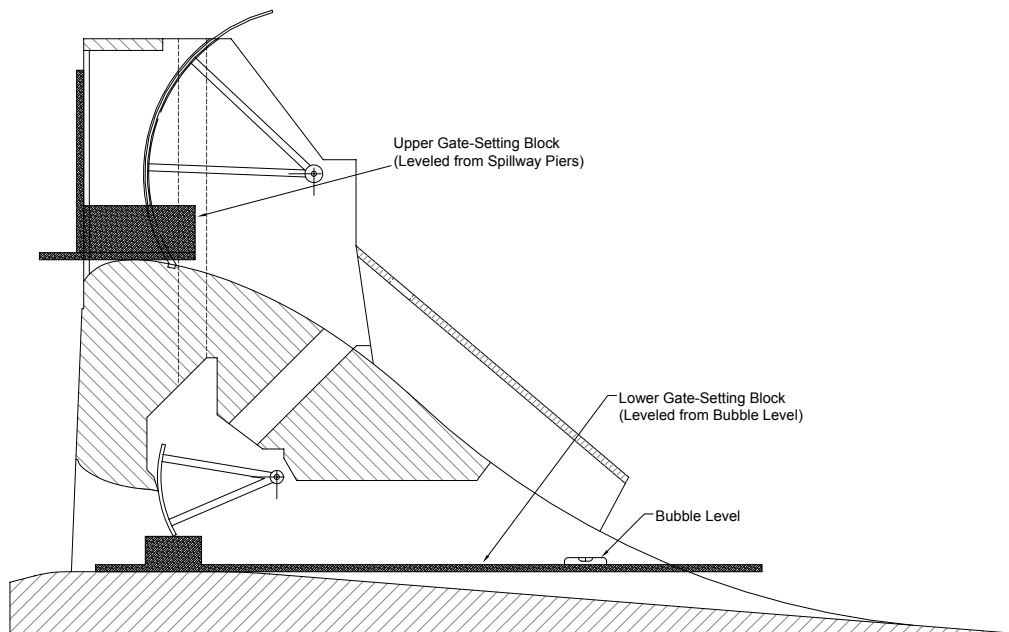 Upper Gate-Setting Block
(Leveled from Spillway Piers)
Lower Gate-Setting Block
(Leveled from Bubble Level)
Bubble Level